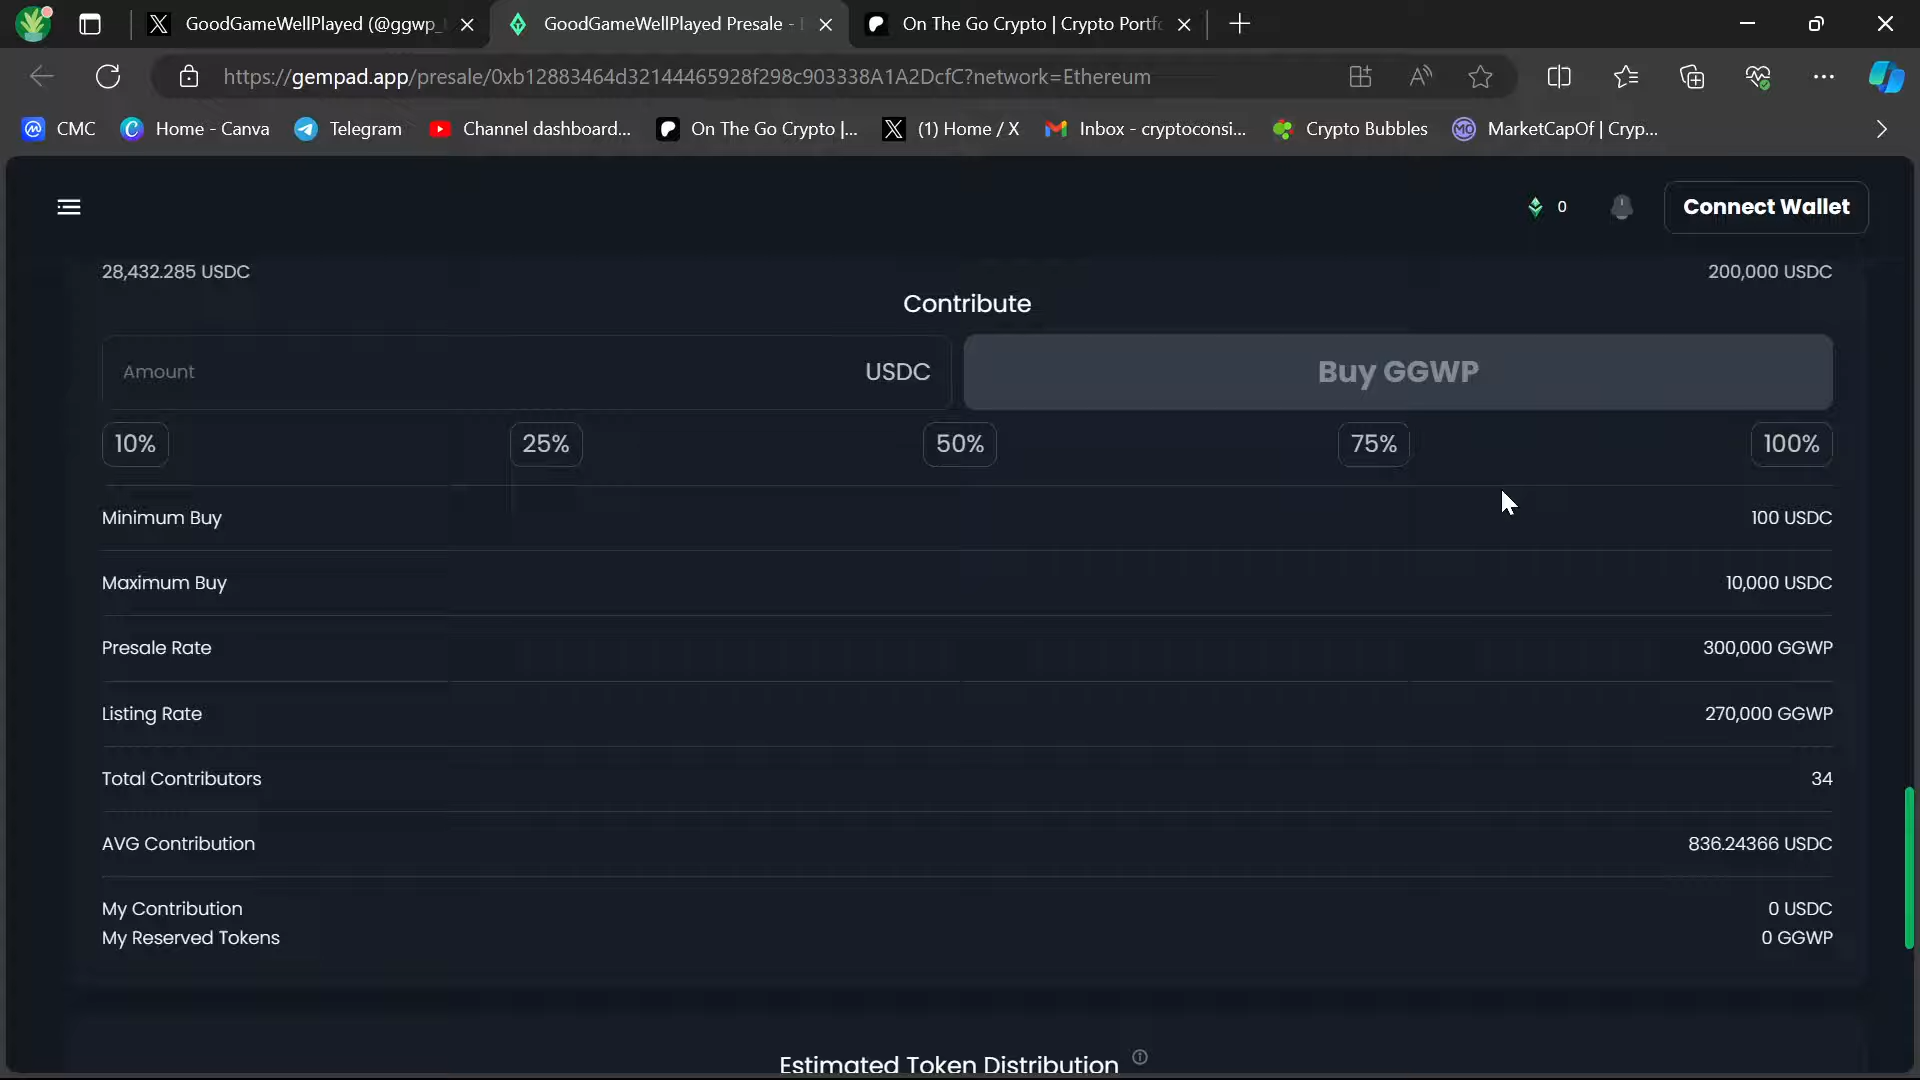 GoodGameWellPlayed (@ggwp_
GoodGameWellPlayed Presale -
On The Go Crypto | Crypto Portfo
https://gempad.app/presale/0xb12883464d32144465928f298c903338A1A2DcfC?network=Ethereum
CMC
Home - Canva
Telegram
Channel dashboard...
On The Go Crypto |...
(1) Home / X
Inbox - cryptoconsi...
Crypto Bubbles
MarketCapOf | Cryp...
0
Connect Wallet
28,432.285 USDC
200,000 USDC
Contribute
Amount
USDC
Buy GGWP
10%
25%
50%
75%
100%
Minimum Buy
100 USDC
Maximum Buy
10,000 USDC
Presale Rate
300,000 GGWP
Listing Rate
270,000 GGWP
Total Contributors
34
AVG Contribution
836.24366 USDC
My Contribution
0 USDC
My Reserved Tokens
0 GGWP
Estimated Token Distribution